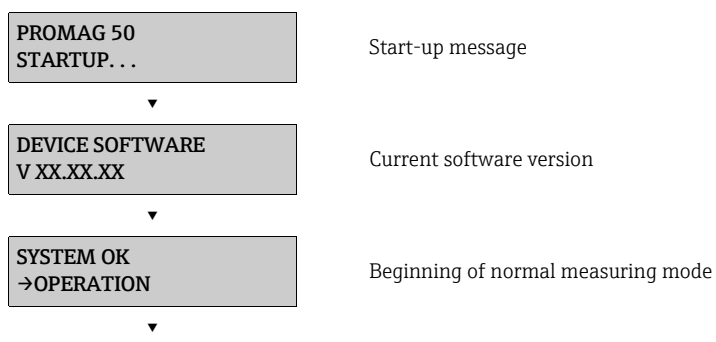 PROMAG 50
STARTUP. . .
Start-up message
▼
DEVICE SOFTWARE
V XX.XX.XX
Current software version
▼
SYSTEM OK
→OPERATION
Beginning of normal measuring mode
▼